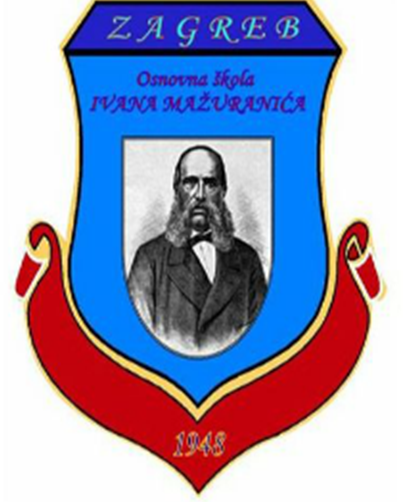 ZAGREB
Osnovna škola
IVANA MAŽURANIĆA
1948